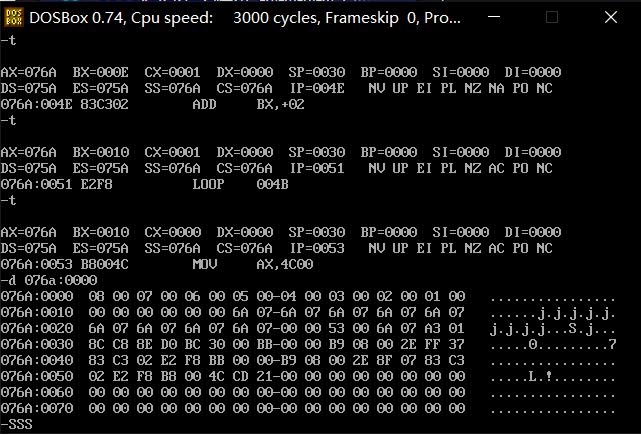 DOSBox 0.74, Cpu speed: 3000 cycles, Frameskip 0, Pro...
-t
AX=076A BX=000E CX=0001 DX=0000 SP=0030 BP=0000 SI=0000 DI=0000
DS=075A ES=075A SS=076A CS=076A IP=004E NV UP EI PL NZ NA PO NC
076A:004E 83C302 ADD BX,+02
-t
AX=076A BX=0010 CX=0001 DX=0000 SP=0030 BP=0000 SI=0000 DI=0000
DS=075A ES=075A SS=076A CS=076A IP=0051 NV UP EI PL NZ AC PO NC
076A:0051 E2F8 LOOP 004B
-t
AX=076A BX=0010 CX=0000 DX=0000 SP=0030 BP=0000 SI=0000 DI=0000
DS=075A ES=075A SS=076A CS=076A IP=0053 NV UP EI PL NZ AC PO NC
076A:0053 B8004C MOV AX,4C00
-d 076a:0000
076A:0000 08 00 07 00 06 00 05 00-04 00 03 00 02 00 01 00 ................
076A:0010 00 00 00 00 00 00 6A 07-6A 07 6A 07 6A 07 6A 07 ......j.j.j.j.j.
076A:0020 6A 07 6A 07 6A 07 6A 07-00 00 53 00 6A 07 A3 01 j.j.j.j...S.j...
076A:0030 8C C8 8E D0 BC 30 00 BB-00 00 B9 08 00 2E FF 37 .....0.........7
076A:0040 83 C3 02 E2 F8 BB 00 00-B9 08 00 2E 8F 07 83 C3 ................
076A:0050 02 E2 F8 B8 00 4C CD 21-00 00 00 00 00 00 00 00 .....L.!........
076A:0060 00 00 00 00 00 00 00 00-00 00 00 00 00 00 00 00 ................
076A:0070 00 00 00 00 00 00 00 00-00 00 00 00 00 00 00 00 ................
-SSS